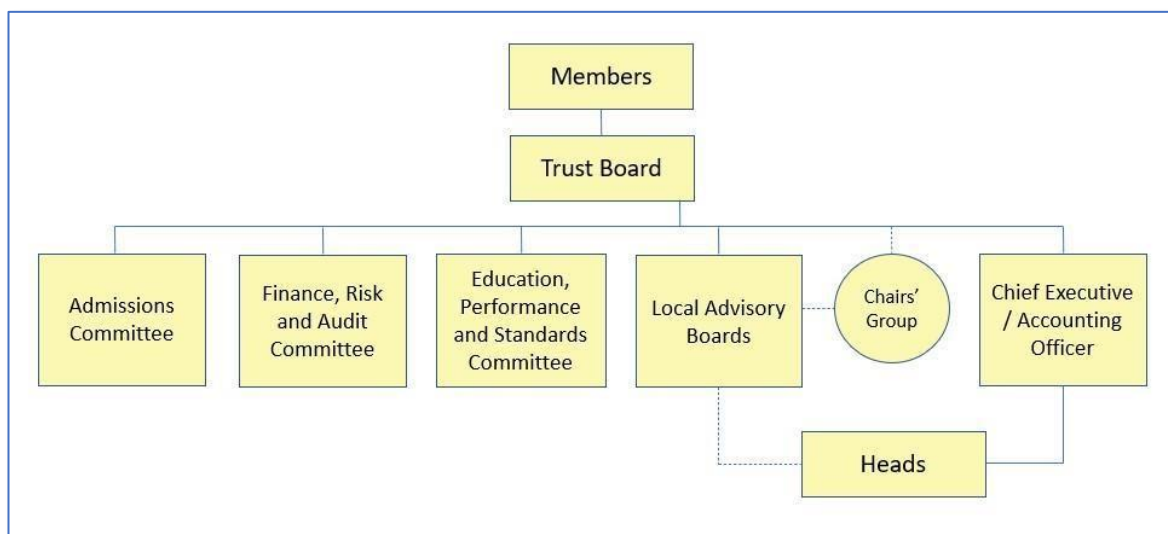 Members
Trust Board
Admissions
Committee
Finance, Risk
and Audit
Committee
Education,
Performance
and Standards
Committee
Local Advisory
Boards
Chairs’
Group
Chief Executive
/ Accounting
Officer
Heads